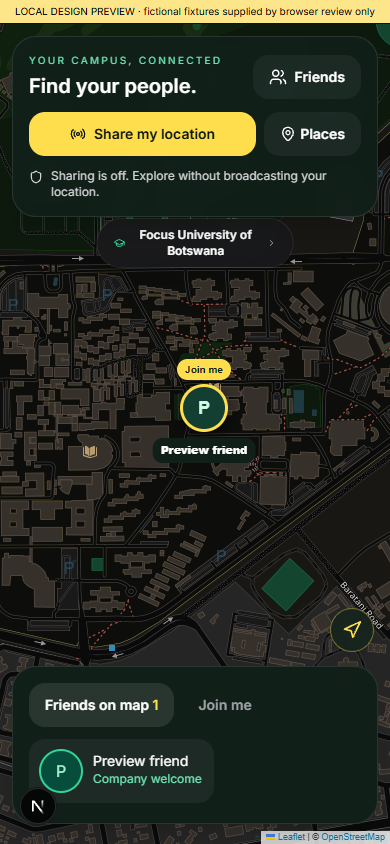 LOCAL DESIGN PREVIEW · fictional fixtures supplied by browser review only
YOUR CAMPUS, CONNECTED
Find your people.
Friends
Share my location
Places
Sharing is off. Explore without broadcasting your
location.
Focus University of
Botswana
P
P
Join me
P
Preview friend
P
P
Baratani Road
Friends on map 1
Join me
P
Preview friend
Company welcome
N
Leaflet | © OpenStreetMap